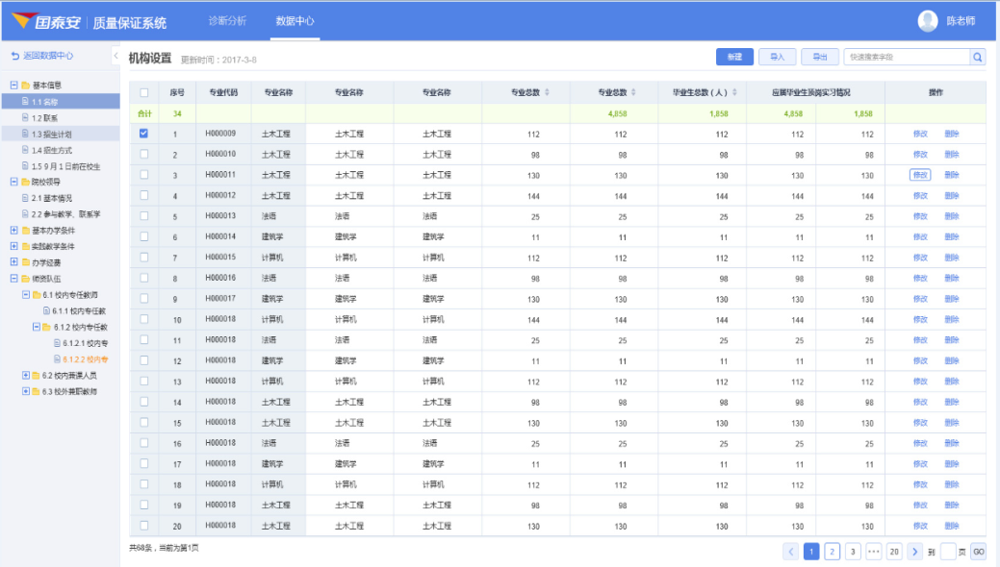 国泰安 质量保证系统 诊断分析 数据中心 陈老师
返回数据中心
机构设置 更新时间：2017-3-8 新建 导入 导出 快速搜索字段
基本信息
1.1 名称
1.2 联系
1.3 招生计划
1.4 招生方式
1.5 9 月 1 日前在校生
院校领导
2.1 基本情况
2.2 参与教学、联系学
基本办学条件
实践教学条件
办学经费
师资队伍
6.1 校内专任教师
6.1.1 校内专任教
6.1.2 校内专任教
6.1.2.1 校内专
6.1.2 2 校内专
6.2 校内兼课人员
6.3 校外兼职教师
序号 专业代码 专业名称 专业名称 专业名称 专业总数 专业总数 毕业生总数（人） 应届毕业生顶岗实习情况 操作
合计 34 4,858 1,858 4,858 1,858
1 H000009 土木工程 土木工程 土木工程 112 112 112 112 112 修改 删除
2 H000010 土木工程 土木工程 土木工程 98 98 98 98 98 修改 删除
3 H000011 土木工程 土木工程 土木工程 130 130 130 130 130 修改 删除
4 H000012 土木工程 土木工程 土木工程 144 144 144 144 144 修改 删除
5 H000013 法语 法语 法语 25 25 25 25 25 修改 删除
6 H000014 建筑学 建筑学 建筑学 11 11 11 11 11 修改 删除
7 H000015 计算机 计算机 计算机 112 112 112 112 112 修改 删除
8 H000016 法语 法语 法语 98 98 98 98 98 修改 删除
9 H000017 建筑学 建筑学 建筑学 130 130 130 130 130 修改 删除
10 H000018 计算机 计算机 计算机 144 144 144 144 144 修改 删除
11 H000018 法语 法语 法语 25 25 25 25 25 修改 删除
12 H000018 建筑学 建筑学 建筑学 11 11 11 11 11 修改 删除
13 H000018 计算机 计算机 计算机 112 112 112 112 112 修改 删除
14 H000018 土木工程 土木工程 土木工程 98 98 98 98 98 修改 删除
15 H000018 土木工程 土木工程 土木工程 130 130 130 130 130 修改 删除
16 H000018 法语 法语 法语 25 25 25 25 25 修改 删除
17 H000018 建筑学 建筑学 建筑学 11 11 11 11 11 修改 删除
18 H000018 计算机 计算机 计算机 112 112 112 112 112 修改 删除
19 H000018 土木工程 土木工程 土木工程 98 98 98 98 98 修改 删除
20 H000018 土木工程 土木工程 土木工程 130 130 130 130 130 修改 删除
共68条，当前为第1页
< 1 2 3 ··· 20 > 到 页 GO